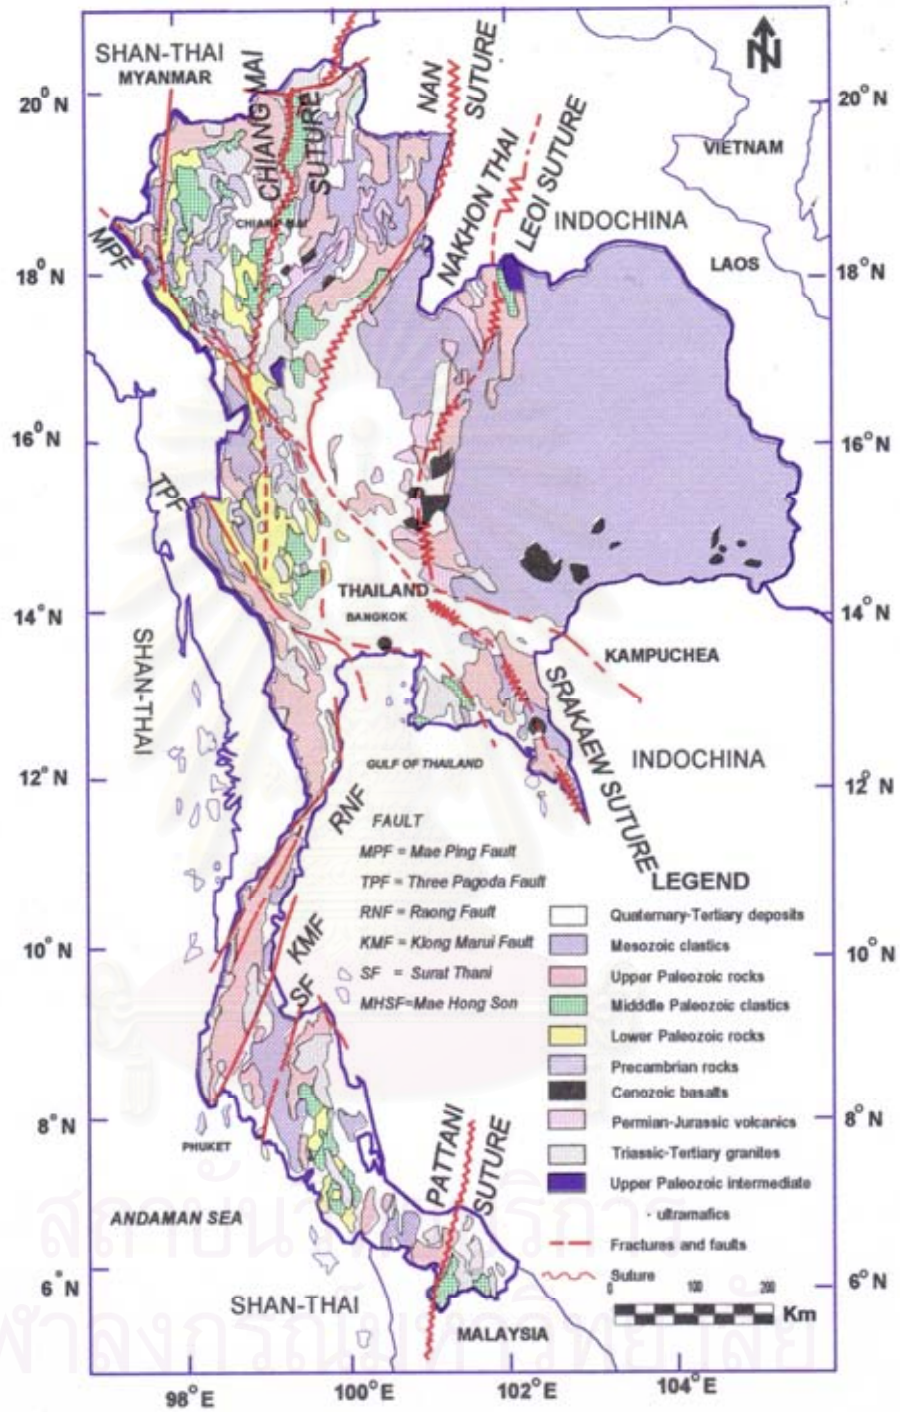 SHAN-THAI
MYANMAR
CHIANG MAI
SUTURE
NAN
SUTURE
N
20°N
20°N
VIETNAM
NAKHON THAI
LEOI SUTURE
INDOCHINA
CHIANG MAI
MPF
LAOS
18°N
18°N
16°N
16°N
TPF
THAILAND
BANGKOK
14°N
14°N
KAMPUCHEA
SHAN-THAI
SRAKAEW SUTURE
INDOCHINA
GULF OF THAILAND
12°N
12°N
RNF
FAULT
MPF = Mae Ping Fault
TPF = Three Pagoda Fault
RNF = Raong Fault
KMF = Klong Marui Fault
SF = Surat Thani
MHSF=Mae Hong Son
KMF
SF
10°N
10°N
LEGEND
Quaternary-Tertiary deposits
Mesozoic clastics
Upper Paleozoic rocks
Midddle Paleozoic clastics
Lower Paleozoic rocks
Precambrian rocks
Cenozoic basalts
Permian-Jurassic volcanics
Triassic-Tertiary granites
Upper Paleozoic intermediate
- ultramafics
Fractures and faults
Suture
0 100 200
Km
8°N
8°N
PHUKET
PATTANI
SUTURE
ANDAMAN SEA
6°N
6°N
SHAN-THAI
MALAYSIA
98°E
100°E
102°E
104°E